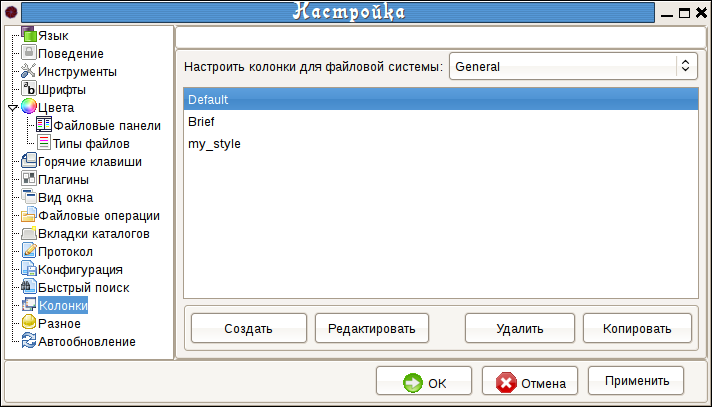 Настройка
Язык
Поведение
Инструменты
Шрифты
Цвета
Файловые панели
Типы файлов
Горячие клавиши
Плагины
Вид окна
Файловые операции
Вкладки каталогов
Протокол
Конфигурация
Быстрый поиск
Колонки
Разное
Автообновление
Настроить колонки для файловой системы: General
Default
Brief
my_style
Создать Редактировать Удалить Копировать
OK Отмена Применить